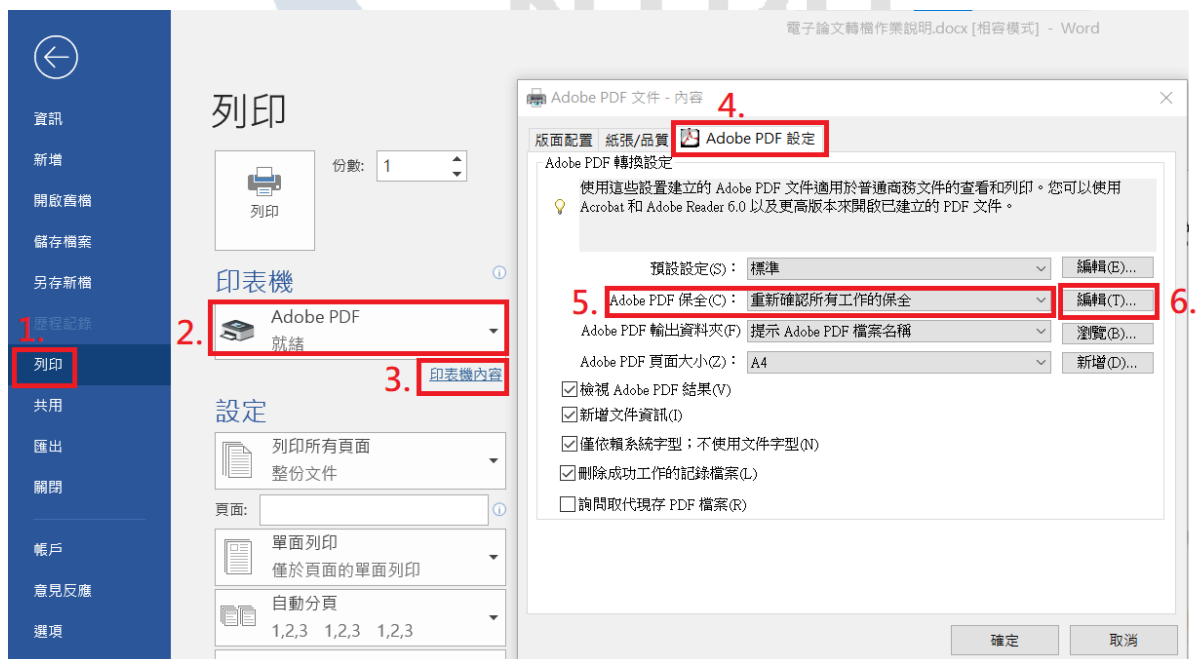 電子論文轉檔作業說明.docx [相容模式] - Word
資訊
新增
開啟舊檔
儲存檔案
另存新檔
歷程記錄
1.
列印
共用
匯出
關閉
帳戶
意見反應
選項
列印
列印
份數: 1
印表機
2.
Adobe PDF
就緒
3. 印表機內容
設定
列印所有頁面
整份文件
頁面:
單面列印
僅於頁面的單面列印
自動分頁
1,2,3 1,2,3 1,2,3
Adobe PDF 文件 - 內容
4.
版面配置 紙張/品質 Adobe PDF 設定
Adobe PDF 轉換設定
使用這些設置建立的 Adobe PDF 文件適用於普通商務文件的查看和列印。您可以使用
Acrobat 和 Adobe Reader 6.0 以及更高版本來開啟已建立的 PDF 文件。
預設設定(S): 標準 編輯(E)...
5. Adobe PDF 保全(C): 重新確認所有工作的保全 編輯(T)... 6.
Adobe PDF 輸出資料夾(F) 提示 Adobe PDF 檔案名稱 瀏覽(B)...
Adobe PDF 頁面大小(Z): A4 新增(D)...
檢視 Adobe PDF 結果(V)
新增文件資訊(I)
僅依賴系統字型;不使用文件字型(N)
刪除成功工作的記錄檔案(L)
詢問取代現存 PDF 檔案(R)
確定 取消